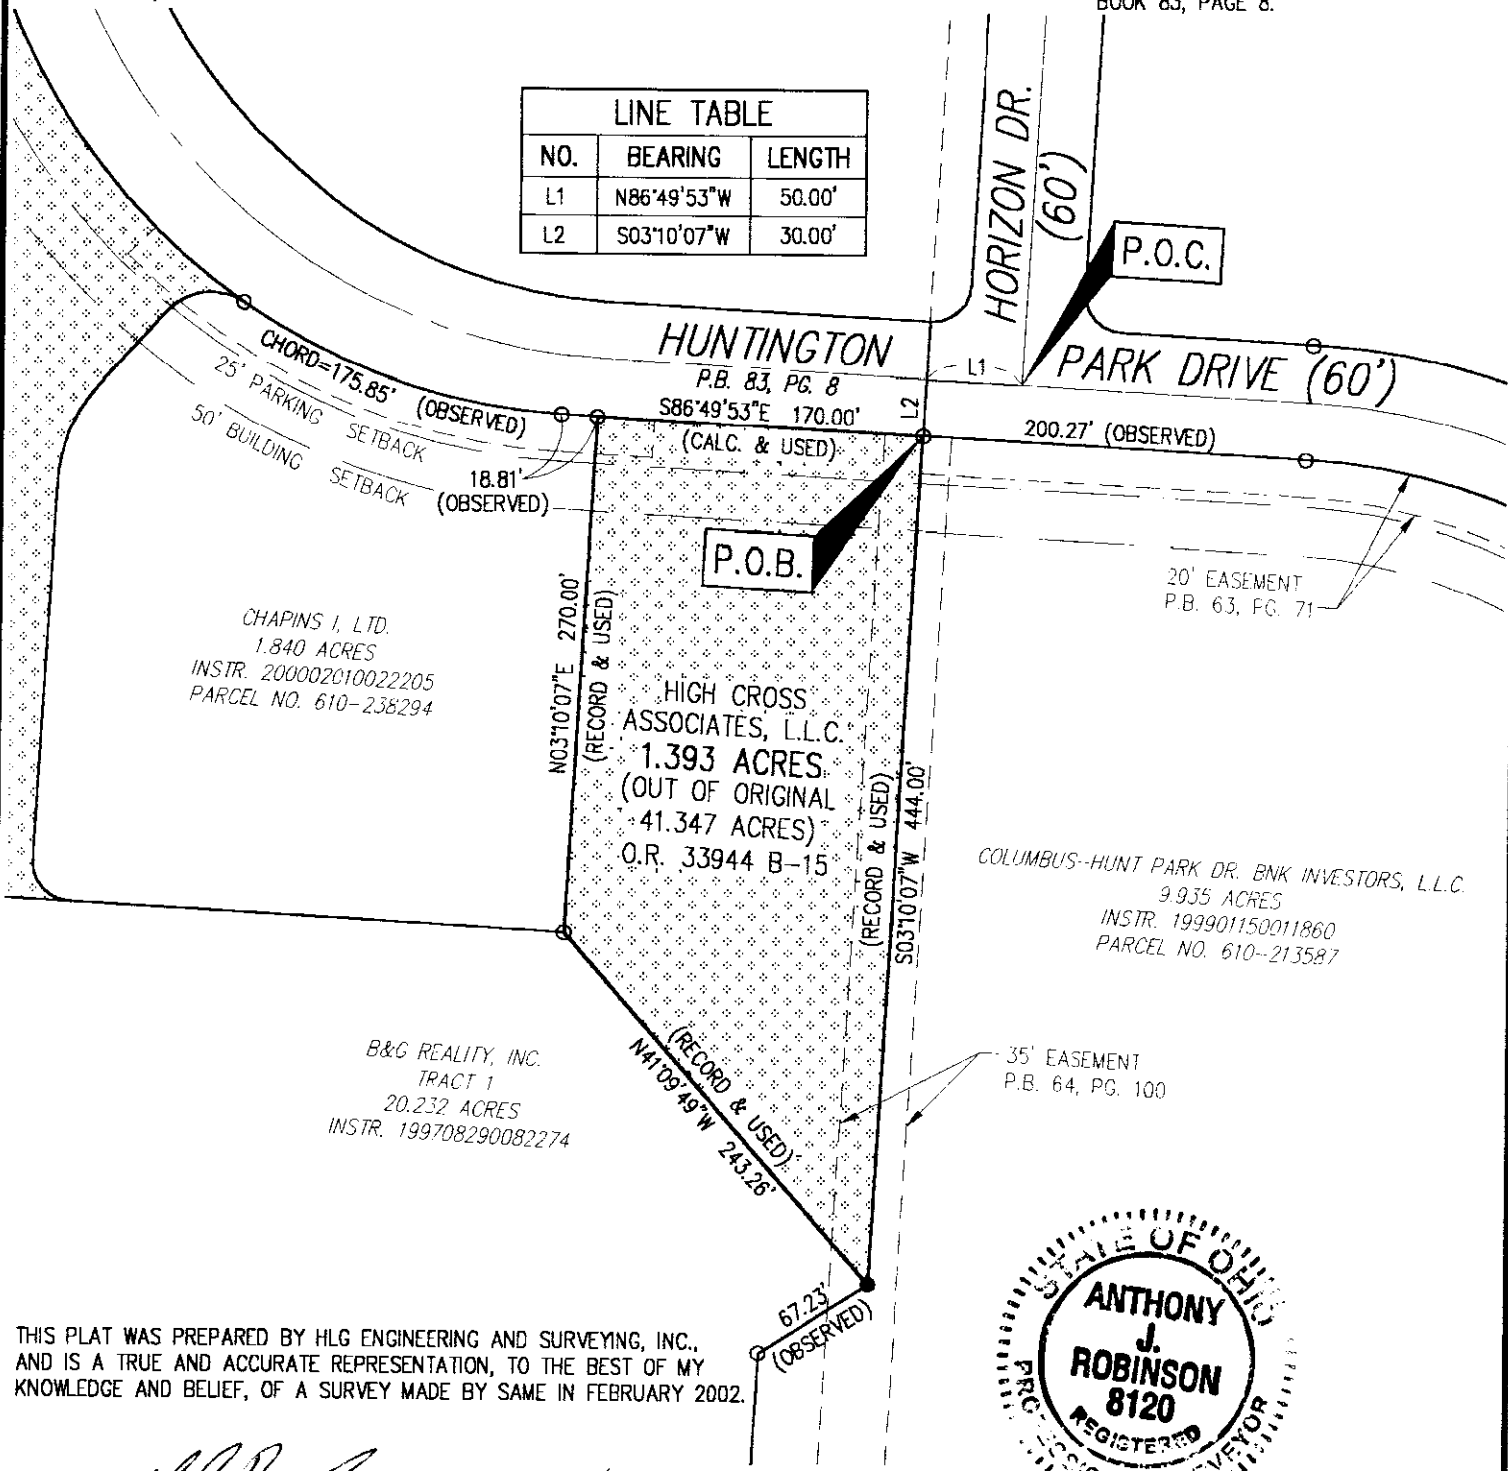 BOOK 83, PAGE 8.
LINE TABLE
NO. BEARING LENGTH
L1 N86°49'53"W 50.00'
L2 S03°10'07"W 30.00'
HORIZON DR.
(60')
P.O.C.
HUNTINGTON
PARK DRIVE (60')
P.B. 83, PG. 8
L1
L2
S86°49'53"E 170.00'
(CALC. & USED)
200.27' (OBSERVED)
CHORD=175.85' (OBSERVED)
25' PARKING SETBACK
50' BUILDING SETBACK
18.81'
(OBSERVED)
P.O.B.
20' EASEMENT
P.B. 63, PG. 71
N03°10'07"E 270.00'
(RECORD & USED)
CHAPINS I, LTD.
1.840 ACRES
INSTR. 200002010022205
PARCEL NO. 610-238294
HIGH CROSS
ASSOCIATES, L.L.C.
1.393 ACRES
(OUT OF ORIGINAL
41.347 ACRES)
O.R. 33944 B-15
(RECORD & USED)
S03°10'07"W 444.00'
COLUMBUS--HUNT PARK DR. BNK INVESTORS, L.L.C.
9.935 ACRES
INSTR. 199901150011860
PARCEL NO. 610--213587
B&G REALITY, INC.
TRACT 1
20.232 ACRES
INSTR. 199708290082274
(RECORD & USED)
N41°09'49"W 243.26'
35' EASEMENT
P.B. 64, PG. 100
67.23'
(OBSERVED)
THIS PLAT WAS PREPARED BY HLG ENGINEERING AND SURVEYING, INC.,
AND IS A TRUE AND ACCURATE REPRESENTATION, TO THE BEST OF MY
KNOWLEDGE AND BELIEF, OF A SURVEY MADE BY SAME IN FEBRUARY 2002.
STATE OF OHIO
ANTHONY
J.
ROBINSON
8120
REGISTERED